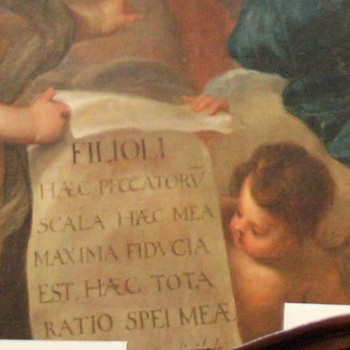 FILIOLI
HÆC PECCATORV̄
SCALA HÆC MEA
MAXIMA FIDVCIA
EST, HÆC TOTA
RATIO SPEI MEÆ